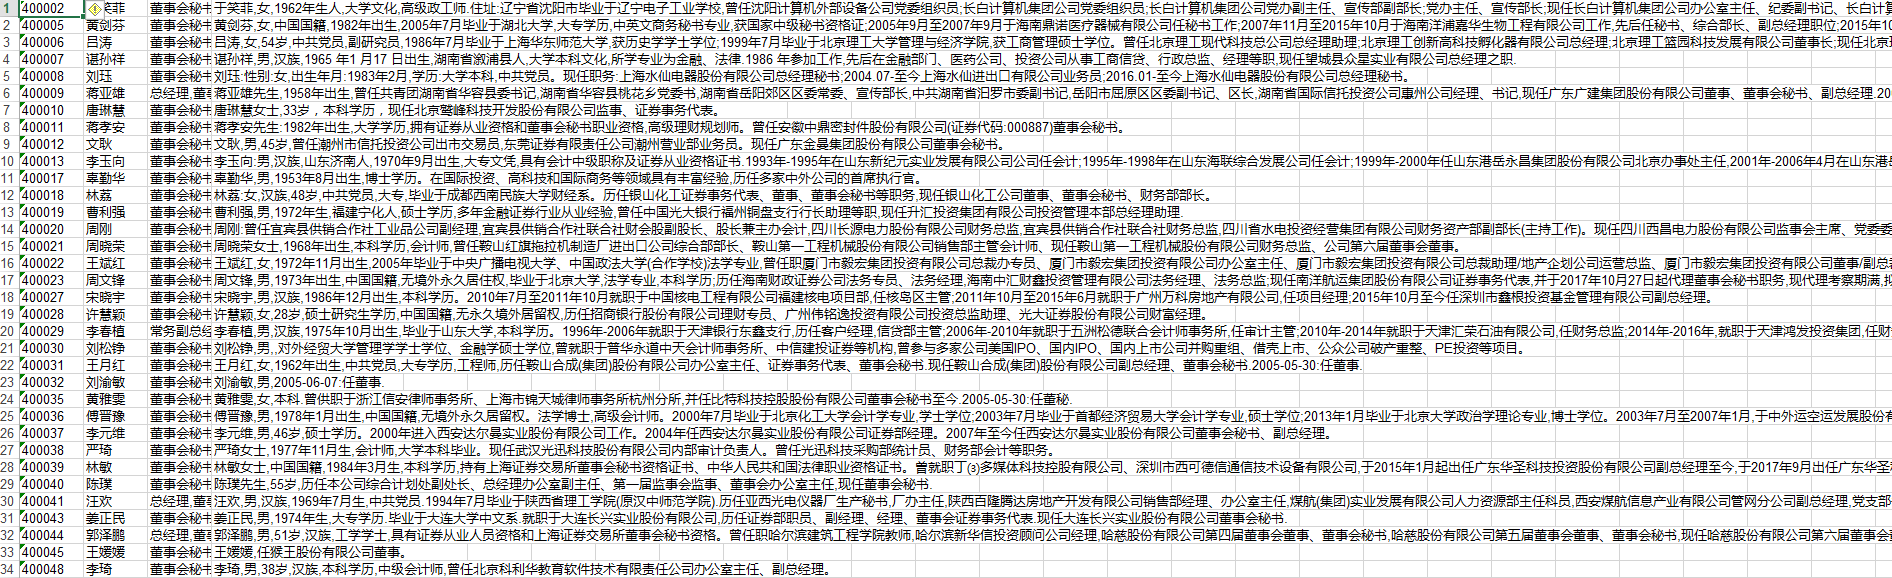 1 400002 笑菲 董事会秘书 于笑菲,女,1962年生人,大学文化,高级政工师.住址:辽宁省沈阳市毕业于辽宁电子工业学校,曾任沈阳计算机外部设备公司党委组织员;长白计算机集团公司党委组织员;长白计算机集团公司党办副主任、宣传部副部长;党办主任、宣传部长;现任长白计算机集团公司办公室主任、纪委副书记、长白计
2 400005 黄剑芬 董事会秘书 黄剑芬,女,中国国籍,1982年出生,2005年7月毕业于湖北大学,大专学历,中英文商务秘书专业,获国家中级秘书资格证;2005年9月至2007年9月于海南鼎诺医疗器械有限公司任秘书工作;2007年11月至2015年10月于海南洋浦嘉华生物工程有限公司工作,先后任秘书、综合部长、副总经理职位;2015年10
3 400006 吕涛 董事会秘书 吕涛,女,54岁,中共党员,副研究员,1986年7月毕业于上海华东师范大学,获历史学学士学位;1999年7月毕业于北京理工大学管理与经济学院,获工商管理硕士学位。曾任北京理工现代科技总公司总经理助理;北京理工创新高科技孵化器有限公司总经理;北京理工篮园科技发展有限公司董事长;现任北京理
4 400007 谌孙祥 董事会秘书 谌孙祥,男,汉族,1965 年1 月17 日出生,湖南省溆浦县人,大学本科文化,所学专业为金融、法律.1986 年参加工作,先后在金融部门、医药公司、投资公司从事工商信贷、行政总监、经理等职,现任望城县众星实业有限公司总经理之职.
5 400008 刘珏 董事会秘书 刘珏:性别:女,出生年月:1983年2月,学历:大学本科,中共党员。现任职务:上海水仙电器股份有限公司总经理秘书;2004.07-至今上海水仙进出口有限公司业务员;2016.01-至今上海水仙电器股份有限公司总经理秘书。
6 400009 蒋亚雄 总经理,董事 蒋亚雄先生,1958年出生,曾任共青团湖南省华容县委书记,湖南省华容县桃花乡党委书,湖南省岳阳郊区区委常委、宣传部长,中共湖南省汨罗市委副书记,岳阳市屈原区区委副书记、区长,湖南省国际信托投资公司惠州公司经理、书记,现任广东广建集团股份有限公司董事、董事会秘书、副总经理.20
7 400010 唐琳慧 董事会秘书 唐琳慧女士,33岁，本科学历，现任北京鹫峰科技开发股份有限公司监事、证券事务代表。
8 400011 蒋孝安 董事会秘书 蒋孝安先生:1982年出生,大学学历,拥有证券从业资格和董事会秘书职业资格,高级理财规划师。曾任安徽中鼎密封件股份有限公司(证券代码:000887)董事会秘书。
9 400012 文耿 董事会秘书 文耿,男,45岁,曾任潮州市信托投资公司出市交易员,东莞证券有限责任公司潮州营业部业务员。现任广东金曼集团股份有限公司董事会秘书。
10 400013 李玉向 董事会秘书 李玉向:男,汉族,山东济南人,1970年9月出生,大专文凭,具有会计中级职称及证券从业资格证书.1993年-1995年在山东新纪元实业发展有限公司公司任会计;1995年-1998年在山东海联综合发展公司任会计;1999年-2000年任山东港岳永昌集团股份有限公司北京办事处主任,2001年-2006年4月在山东港
11 400017 辜勤华 董事会秘书 辜勤华,男,1953年8月出生,博士学历。在国际投资、高科技和国际商务等领域具有丰富经验,历任多家中外公司的首席执行官。
12 400018 林荔 董事会秘书 林荔:女,汉族,48岁,中共党员,大专,毕业于成都西南民族大学财经系。历任银山化工证券事务代表、董事、董事会秘书等职务,现任银山化工公司董事、董事会秘书、财务部部长。
13 400019 曹利强 董事会秘书 曹利强,男,1972年生,福建宁化人,硕士学历,多年金融证券行业从业经验,曾任中国光大银行福州铜盘支行行长助理等职,现任升汇投资集团有限公司投资管理本部总经理助理.
14 400020 周刚 董事会秘书 周刚:曾任宜宾县供销合作社工业品公司副经理,宜宾县供销合作社联合社财会股副股长、股长兼主办会计,四川长源电力股份有限公司财务总监,宜宾县供销合作社联合社财务总监,四川省水电投资经营集团有限公司财务资产部副部长(主持工作)。现任四川西昌电力股份有限公司监事会主席、党委委
15 400021 周晓荣 董事会秘书 周晓荣女士,1968年出生,本科学历,会计师,曾任鞍山红旗拖拉机制造厂进出口公司综合部部长、鞍山第一工程机械股份有限公司销售部主管会计师、现任鞍山第一工程机械股份有限公司财务总监、公司第六届董事会董事。
16 400022 王斌红 董事会秘书 王斌红,女,1972年11月出生,2005年毕业于中央广播电视大学、中国政法大学(合作学校)法学专业,曾任职厦门市毅宏集团投资有限公司总裁办专员、厦门市毅宏集团投资有限公司办公室主任、厦门市毅宏集团投资有限公司总裁助理/地产企划公司运营总监、厦门市毅宏集团投资有限公司董事/副总裁
17 400023 周文锋 董事会秘书 周文锋,男,1973年出生,中国国籍,无境外永久居住权,毕业于北京大学,法学专业,本科学历;历任海南财政证券公司法务专员、法务经理,海南中汇财鑫投资管理有限公司法务经理、法务总监;现任南洋航运集团股份有限公司证券事务代表,并于2017年10月27日起代理董事会秘书职务,现代理考察期满,拟
18 400027 宋晓宇 董事会秘书 宋晓宇,男,汉族,1986年12月出生,本科学历。2010年7月至2011年10月就职于中国核电工程有限公司福建核电项目部,任核岛区主管;2011年10月至2015年6月就职于广州万科房地产有限公司,任项目经理;2015年10月至今任深圳市鑫根投资基金管理有限公司副总经理.
19 400028 许慧颖 董事会秘书 许慧颖,女,28岁,硕士研究生学历,中国国籍,无永久境外居留权,历任招商银行股份有限公司理财专员、广州伟铭逸投资有限公司投资总监助理、光大证券股份有限公司财富经理。
20 400029 李春植 常务副总经 李春植,男,汉族,1975年10月出生,毕业于山东大学,本科学历。1996年-2006年就职于天津银行东鑫支行,历任客户经理,信贷部主管;2006年-2010年就职于五洲松德联合会计师事务所,任审计主管;2010年-2014年就职于天津汇荣石油有限公司,任财务总监;2014年-2016年,就职于天津鸿发投资集团,任财
21 400030 刘松铮 董事会秘书 刘松铮,男,,对外经贸大学管理学学士学位、金融学硕士学位,曾就职于普华永道中天会计师事务所、中信建投证券等机构,曾参与多家公司美国IPO、国内IPO、国内上市公司并购重组、借壳上市、公众公司破产重整、PE投资等项目。
22 400031 王月红 董事会秘书 王月红,女,1962年出生,中共党员,大专学历,工程师,历任鞍山合成(集团)股份有限公司办公室主任、证券事务代表、董事会秘书.现任鞍山合成(集团)股份有限公司副总经理、董事会秘书.2005-05-30:任董事.
23 400032 刘渝敏 董事会秘书 刘渝敏,男,2005-06-07:任董事.
24 400035 黄雅雯 董事会秘书 黄雅雯,女,本科.曾供职于浙江信安律师事务所、上海市锦天城律师事务所杭州分所,并任比特科技控股股份有限公司董事会秘书至今.2005-05-30:任董秘.
25 400036 傅晋豫 董事会秘书 傅晋豫,男,1978年1月出生,中国国籍,无境外永久居留权。法学博士,高级会计师。2000年7月毕业于北京化工大学会计学专业,学士学位;2003年7月毕业于首都经济贸易大学会计学专业,硕士学位;2013年1月毕业于北京大学政治学理论专业,博士学位。2003年7月至2007年1月,于中外运空运发展股份有
26 400037 李元维 董事会秘书 李元维,男,46岁,硕士学历。2000年进入西安达尔曼实业股份有限公司工作。2004年任西安达尔曼实业股份有限公司证券部经理。2007年至今任西安达尔曼实业股份有限公司董事会秘书、副总经理。
27 400038 严琦 董事会秘书 严琦女士,1977年11月生,会计师,大学本科毕业。现任武汉光迅科技股份有限公司内部审计负责人。曾任光迅科技采购部统计员、财务部会计等职务。
28 400039 林敏 董事会秘书 林敏女士,中国国籍,1984年3月生,本科学历,持有上海证券交易所董事会秘书资格证书、中华人民共和国法律职业资格证书。曾就职丁⑶多媒体科技控股有限公司、深圳市西可德信通信技术设备有限公司,于2015年1月起出任广东华圣科技投资股份有限公司副总经理至今,于2017年9月出任广东华圣科
29 400040 陈璞 董事会秘书 陈璞先生,55岁,历任本公司综合计划处副处长、总经理办公室副主任、第一届监事会监事、董事会办公室主任,现任董事会秘书.
30 400041 汪欢 总经理,董事 汪欢,男,汉族,1969年7月生,中共党员.1994年7月毕业于陕西省理工学院(原汉中师范学院).历任亚西光电仪器厂生产秘书,厂办主任,陕西百隆腾达房地产开发有限公司销售部经理、办公室主任,煤航(集团)实业发展有限公司人力资源部主任科员,西安煤航信息产业有限公司管网分公司副总经理,党支部
31 400043 姜正民 董事会秘书 姜正民,男,1974年生,大专学历.毕业于大连大学中文系.就职于大连长兴实业股份有限公司,历任证券部职员、副经理、经理、董事会证券事务代表.现任大连长兴实业股份有限公司董事会秘书.
32 400044 郭泽鹏 总经理,董事 郭泽鹏,男,51岁,汉族,工学学士,具有证券从业人员资格和上海证券交易所董事会秘书资格。曾任职哈尔滨建筑工程学院教师,哈尔滨新华信投资顾问公司经理,哈慈股份有限公司第四届董事会董事、董事会秘书,哈慈股份有限公司第五届董事会董事、董事会秘书,现任哈慈股份有限公司第六届董事会董
33 400045 王媛媛 董事会秘书 王媛媛,任猴王股份有限公司董事。
34 400048 李琦 董事会秘书 李琦,男,38岁,汉族,本科学历,中级会计师,曾任北京科利华教育软件技术有限责任公司办公室主任、副总经理。